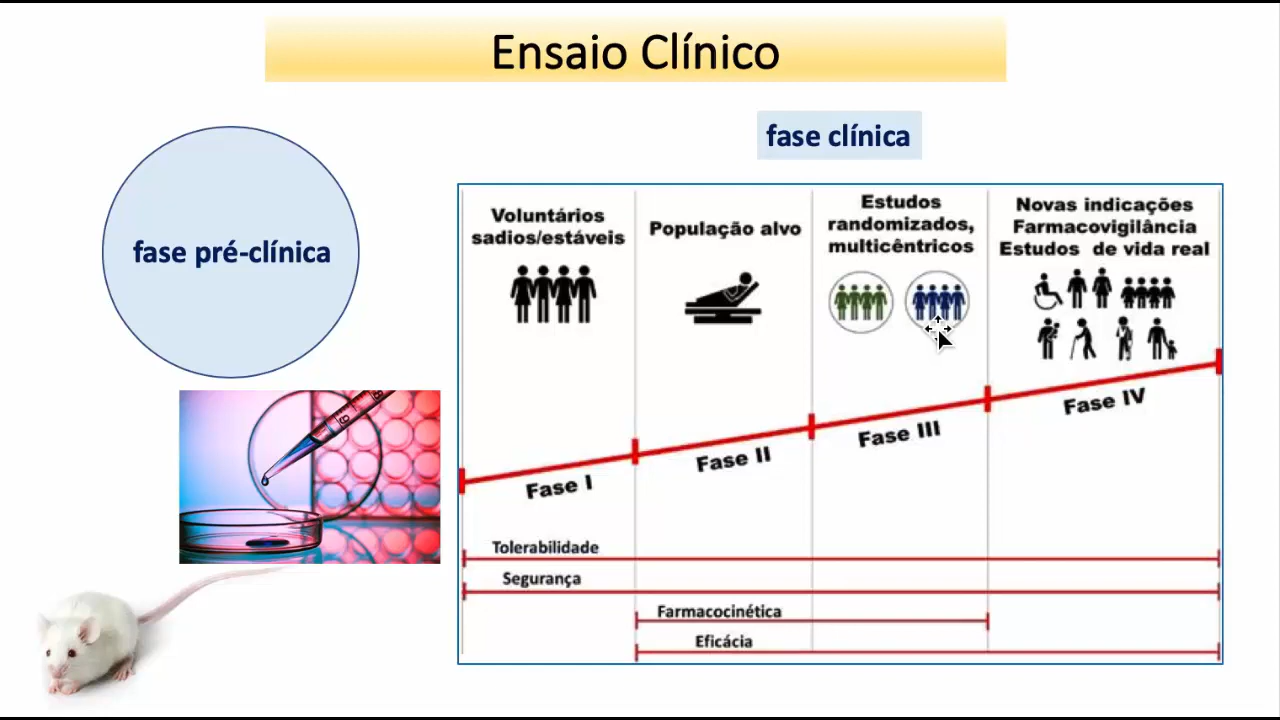 Ensaio Clínico
fase pré-clínica
fase clínica
Voluntários
sadios/estáveis
População alvo
Estudos
randomizados,
multicêntricos
Novas indicações
Farmacovigilância
Estudos de vida real
Fase I
Fase II
Fase III
Fase IV
Tolerabilidade
Segurança
Farmacocinética
Eficácia